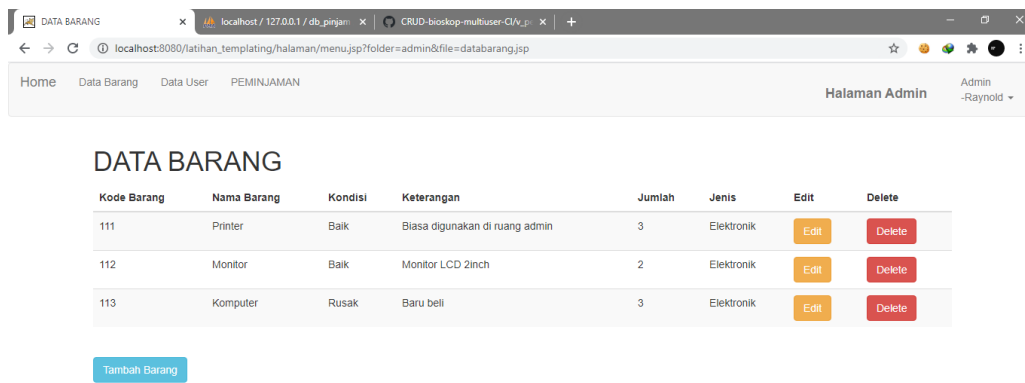 DATA BARANG
localhost / 127.0.0.1 / db_pinjam
CRUD-bioskop-multiuser-CI/v_p
localhost:8080/latihan_templating/halaman/menu.jsp?folder=admin&file=databarang.jsp
Home Data Barang Data User PEMINJAMAN Halaman Admin Admin
-Raynold
DATA BARANG
Kode Barang Nama Barang Kondisi Keterangan Jumlah Jenis Edit Delete
111 Printer Baik Biasa digunakan di ruang admin 3 Elektronik Edit Delete
112 Monitor Baik Monitor LCD 2inch 2 Elektronik Edit Delete
113 Komputer Rusak Baru beli 3 Elektronik Edit Delete
Tambah Barang